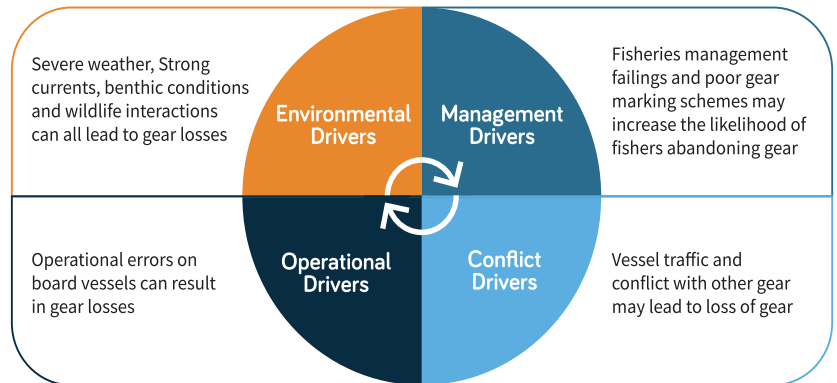 Severe weather, Strong
currents, benthic conditions
and wildlife interactions
can all lead to gear losses
Environmental
Drivers
Management
Drivers
Fisheries management
failings and poor gear
marking schemes may
increase the likelihood of
fishers abandoning gear
Operational errors on
board vessels can result
in gear losses
Operational
Drivers
Conflict
Drivers
Vessel traffic and
conflict with other gear
may lead to loss of gear